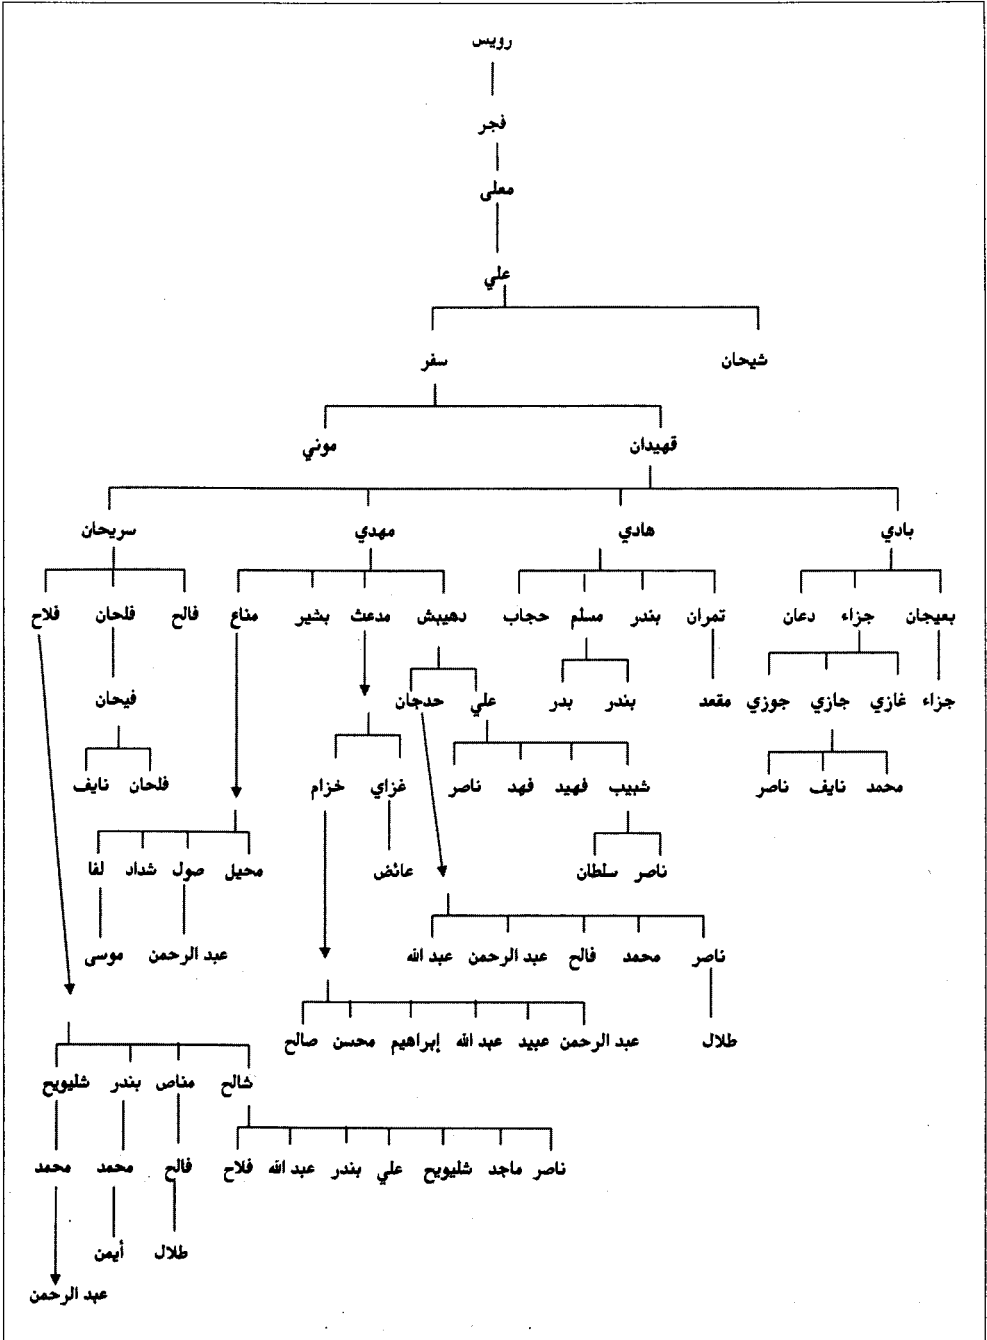 رويس
فجر
معلى
علي
شيحان سفر
قهيدان موني
بادي هادي مهدي سريحان
بعيجان جزاء دعان تمران بندر مسلم حجاب دهيبش مدعث بشير مناع فالح فلحان فلاح
جزاء غازي جازي جوزي مقعد بندر بدر علي حدجان فيحان
محمد نايف ناصر شبيب فهيد فهد ناصر غزاي خزام فلحان نايف
ناصر سلطان عائض محيل صول شداد لفا
ناصر محمد فالح عبد الرحمن عبد الله عبد الرحمن موسى
طلال عبد الرحمن عبيد عبد الله إبراهيم محسن صالح
شالح مناص بندر شليويح
ناصر ماجد شليويح علي بندر عبد الله فلاح فالح محمد محمد
طلال أيمن
عبد الرحمن